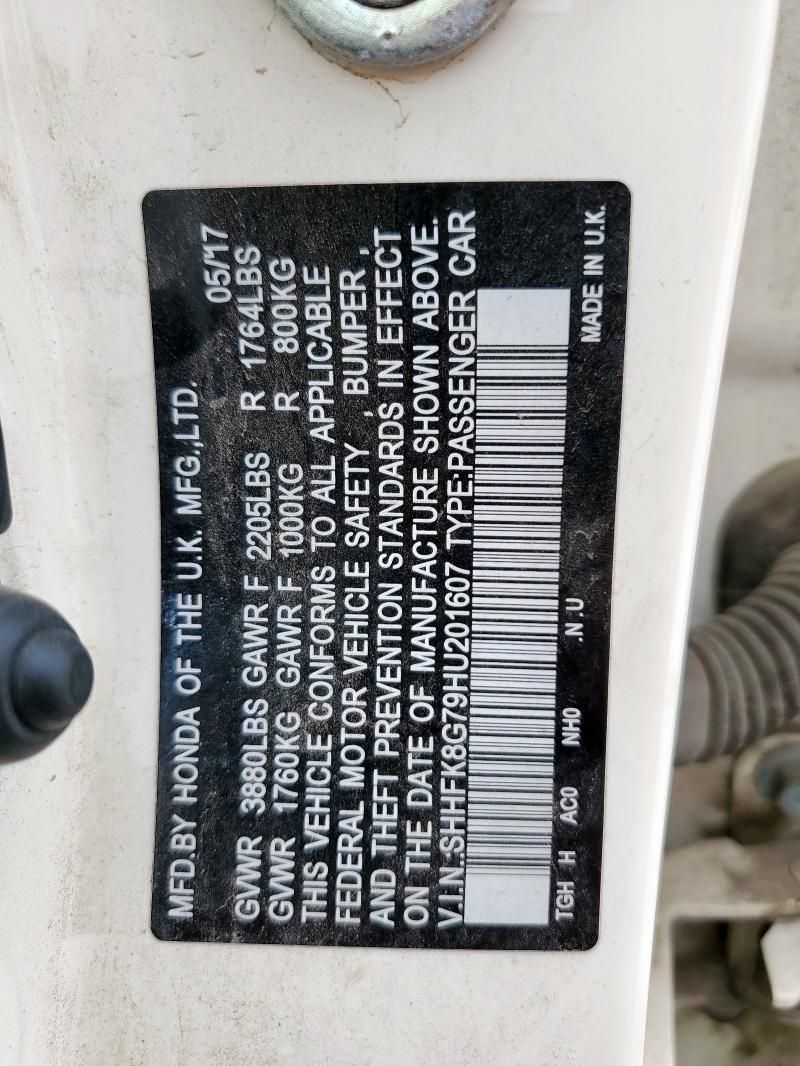 MFD.BY HONDA OF THE U.K. MFG.,LTD. 05/17
GVWR 3880LBS GAWR F 2205LBS R 1764LBS
GVWR 1760KG GAWR F 1000KG R 800KG
THIS VEHICLE CONFORMS TO ALL APPLICABLE
FEDERAL MOTOR VEHICLE SAFETY , BUMPER ,
AND THEFT PREVENTION STANDARDS IN EFFECT
ON THE DATE OF MANUFACTURE SHOWN ABOVE.
V.I.N.:SHHFK8G79HU201607 TYPE:PASSENGER CAR
TGH H AC0 NH0 .N.U MADE IN U.K.